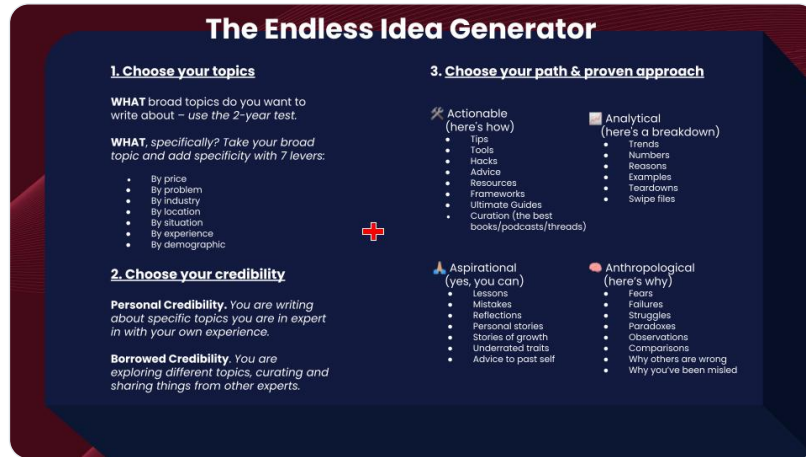 The Endless Idea Generator
1. Choose your topics
WHAT broad topics do you want to
write about – use the 2-year test.
WHAT, specifically? Take your broad
topic and add specificity with 7 levers:
• By price
• By problem
• By industry
• By location
• By situation
• By experience
• By demographic
2. Choose your credibility
Personal Credibility. You are writing
about specific topics you are in expert
in with your own experience.
Borrowed Credibility. You are
exploring different topics, curating and
sharing things from other experts.
3. Choose your path & proven approach
🛠️ Actionable
(here's how)
• Tips
• Tools
• Hacks
• Advice
• Resources
• Frameworks
• Ultimate Guides
• Curation (the best
books/podcasts/threads)
📈 Analytical
(here's a breakdown)
• Trends
• Numbers
• Reasons
• Examples
• Teardowns
• Swipe files
🙏 Aspirational
(yes, you can)
• Lessons
• Mistakes
• Reflections
• Personal stories
• Stories of growth
• Underrated traits
• Advice to past self
🧠 Anthropological
(here's why)
• Fears
• Failures
• Struggles
• Paradoxes
• Observations
• Comparisons
• Why others are wrong
• Why you've been misled